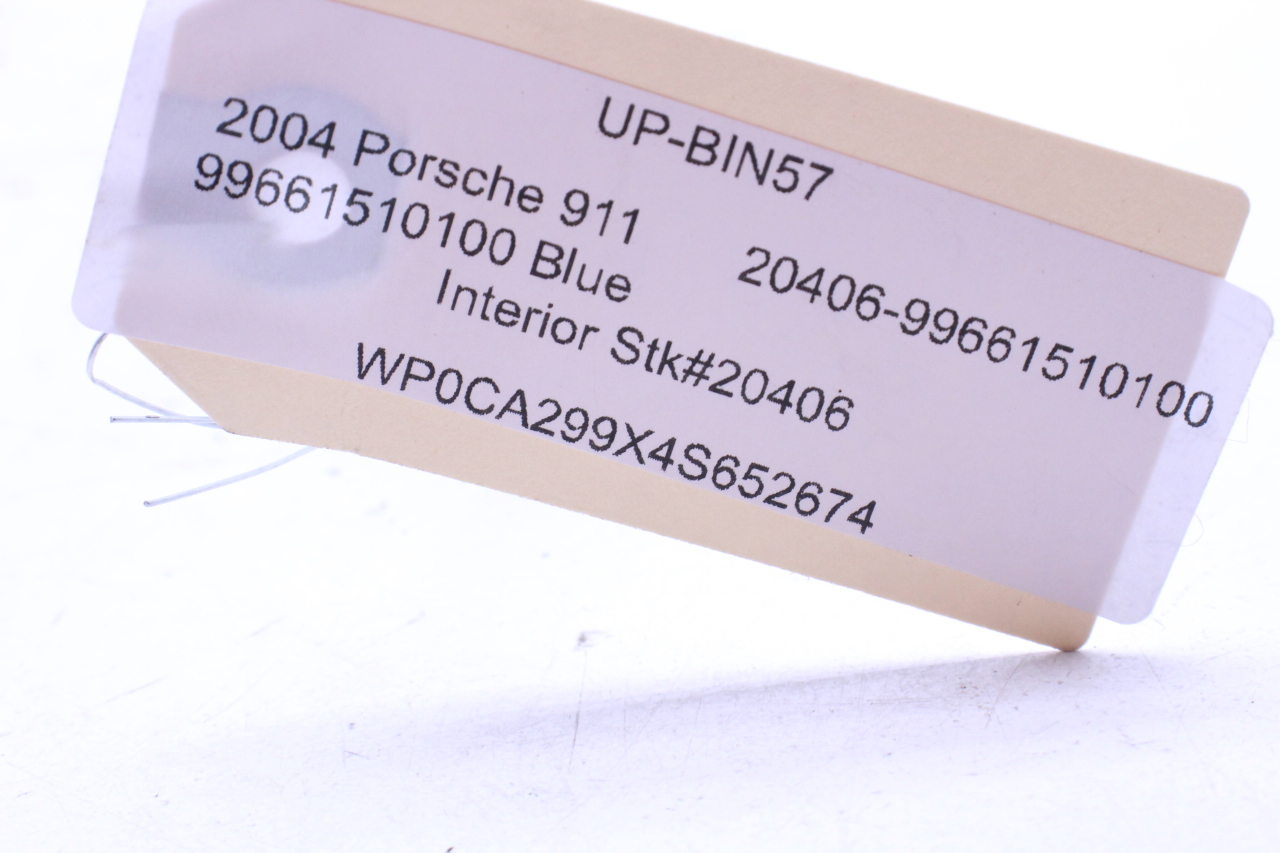 UP-BIN57
2004 Porsche 911
99661510100 Blue
Interior Stk#20406
20406-99661510100
WP0CA299X4S652674